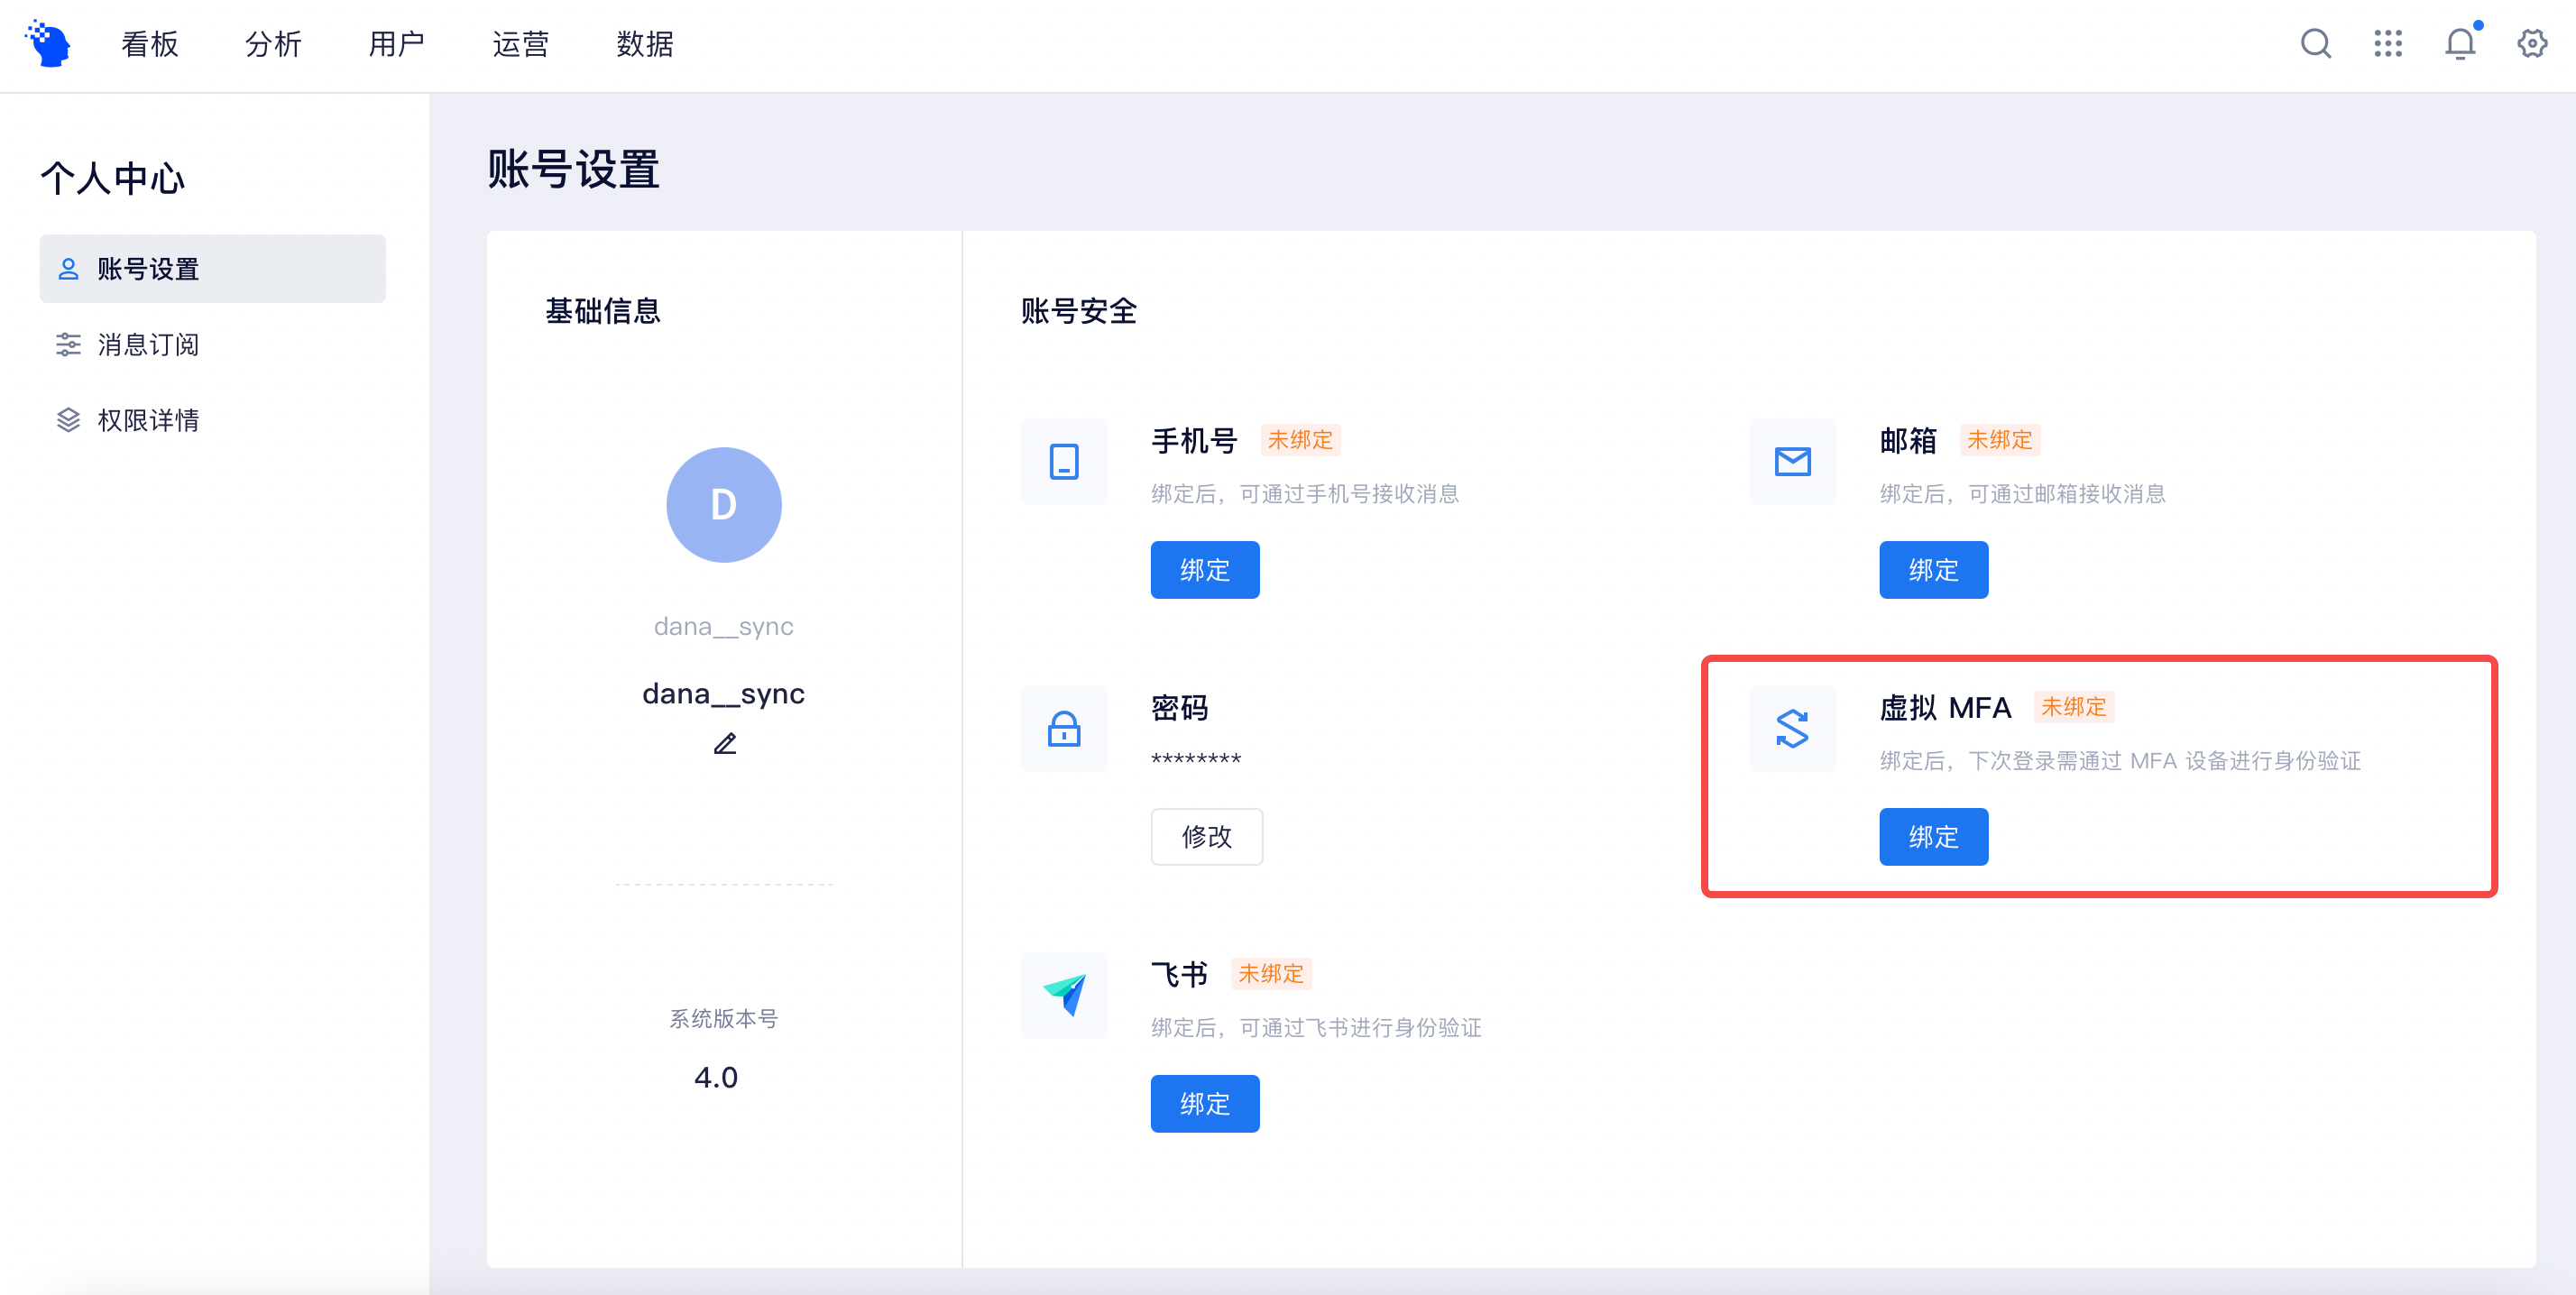 看板 分析 用户 运营 数据
个人中心
账号设置
消息订阅
权限详情
账号设置
基础信息
D
dana__sync
dana__sync
系统版本号
4.0
账号安全
手机号 未绑定
绑定后，可通过手机号接收消息
绑定
邮箱 未绑定
绑定后，可通过邮箱接收消息
绑定
密码
********
修改
虚拟 MFA 未绑定
绑定后，下次登录需通过 MFA 设备进行身份验证
绑定
飞书 未绑定
绑定后，可通过飞书进行身份验证
绑定